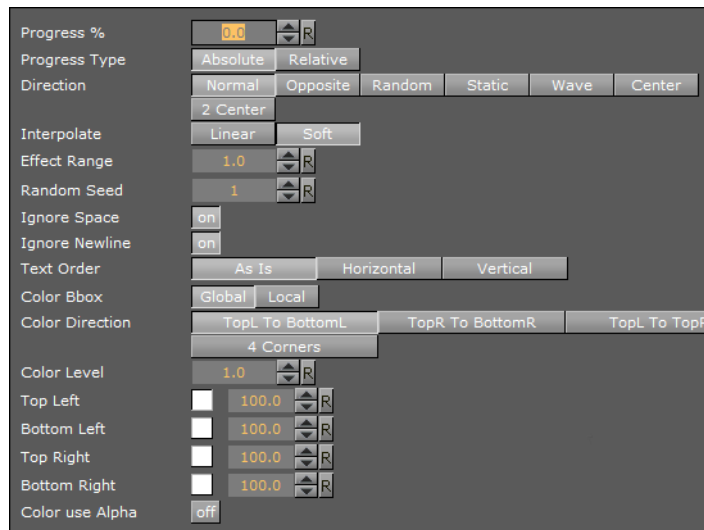 Progress % 0.0 R
Progress Type Absolute Relative
Direction Normal Opposite Random Static Wave Center
2 Center
Interpolate Linear Soft
Effect Range 1.0 R
Random Seed 1 R
Ignore Space on
Ignore Newline on
Text Order As Is Horizontal Vertical
Color Bbox Global Local
Color Direction TopL To BottomL TopR To BottomR TopL To TopR
4 Corners
Color Level 1.0 R
Top Left 100.0 R
Bottom Left 100.0 R
Top Right 100.0 R
Bottom Right 100.0 R
Color use Alpha off